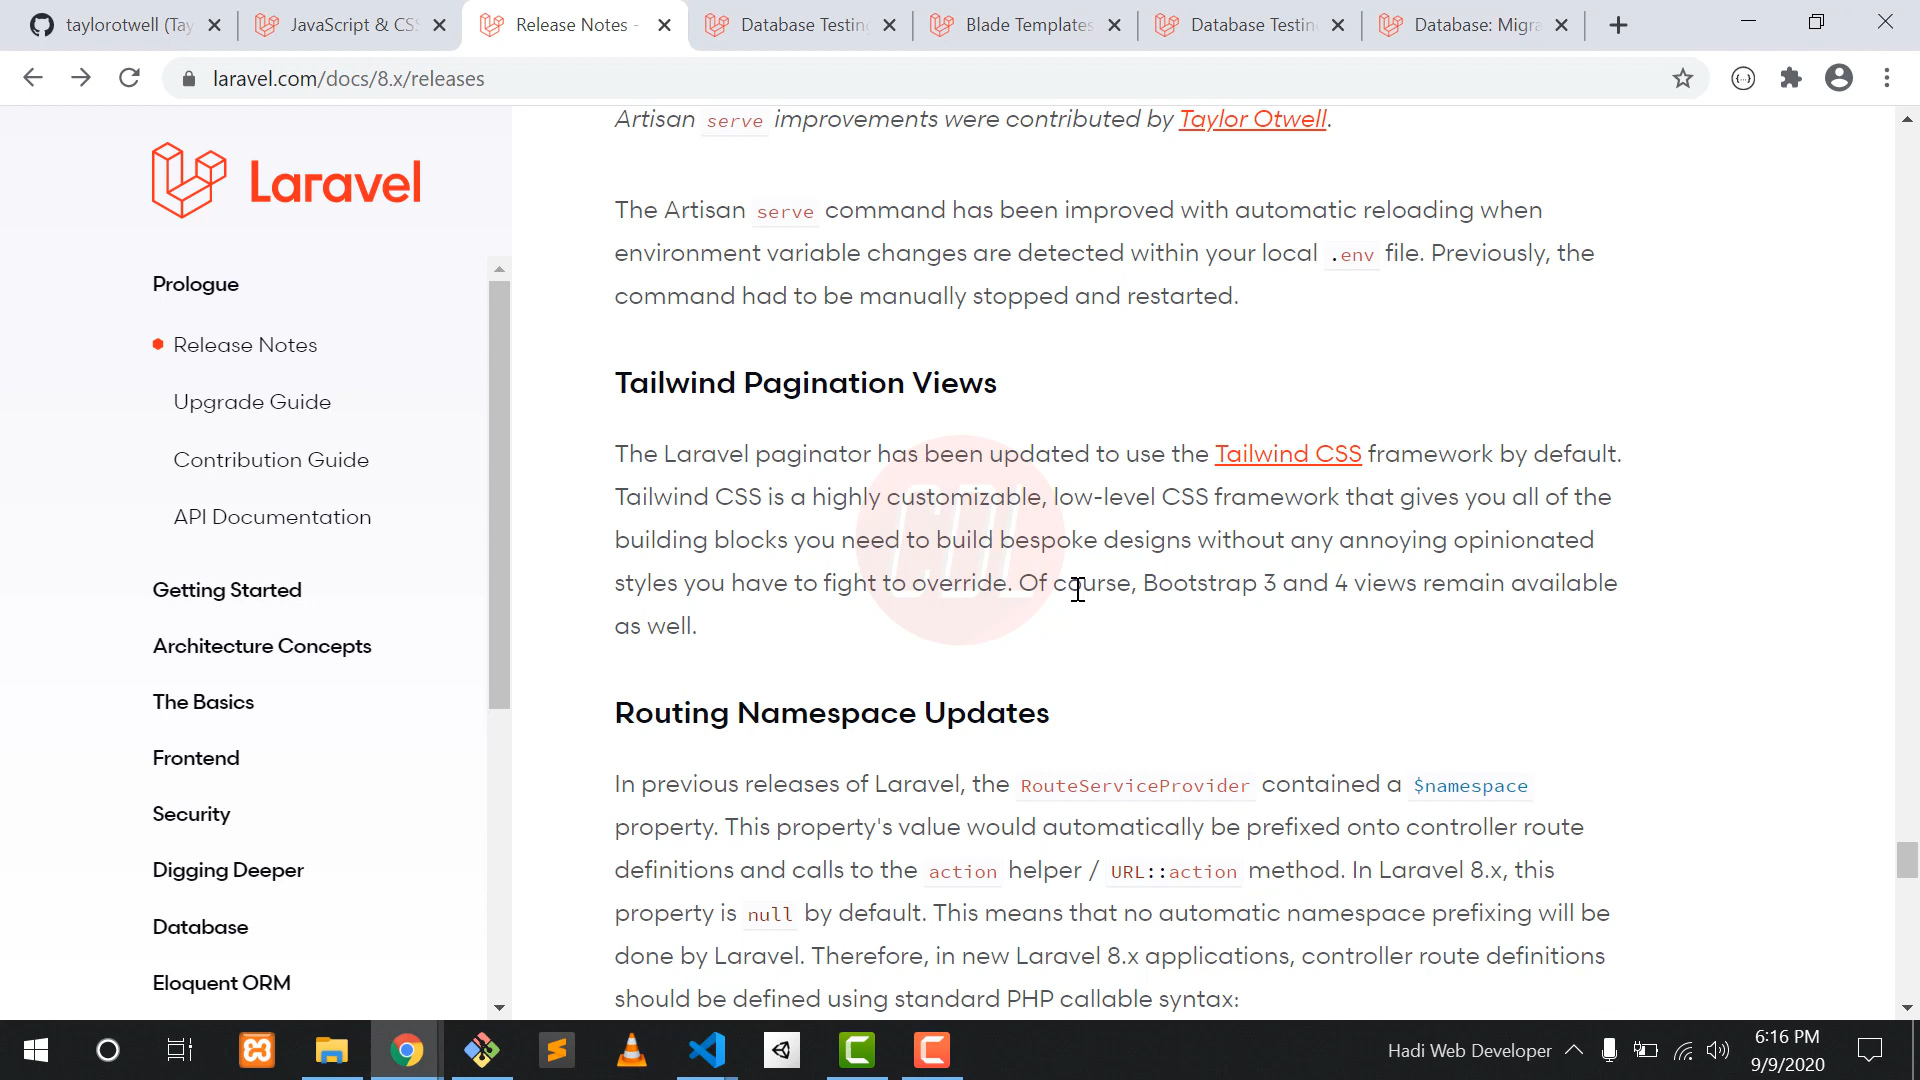 taylorotwell (Tay
JavaScript & CS
Release Notes -
Database Testing
Blade Templates
Database Testin
Database: Migra
laravel.com/docs/8.x/releases
Laravel
Prologue
Release Notes
Upgrade Guide
Contribution Guide
API Documentation
Getting Started
Architecture Concepts
The Basics
Frontend
Security
Digging Deeper
Database
Eloquent ORM
Artisan serve improvements were contributed by Taylor Otwell.
The Artisan serve command has been improved with automatic reloading when
environment variable changes are detected within your local .env file. Previously, the
command had to be manually stopped and restarted.
Tailwind Pagination Views
The Laravel paginator has been updated to use the Tailwind CSS framework by default.
Tailwind CSS is a highly customizable, low-level CSS framework that gives you all of the
building blocks you need to build bespoke designs without any annoying opinionated
styles you have to fight to override. Of course, Bootstrap 3 and 4 views remain available
as well.
CDL
Routing Namespace Updates
In previous releases of Laravel, the RouteServiceProvider contained a $namespace
property. This property's value would automatically be prefixed onto controller route
definitions and calls to the action helper / URL::action method. In Laravel 8.x, this
property is null by default. This means that no automatic namespace prefixing will be
done by Laravel. Therefore, in new Laravel 8.x applications, controller route definitions
should be defined using standard PHP callable syntax:
Hadi Web Developer
6:16 PM
9/9/2020